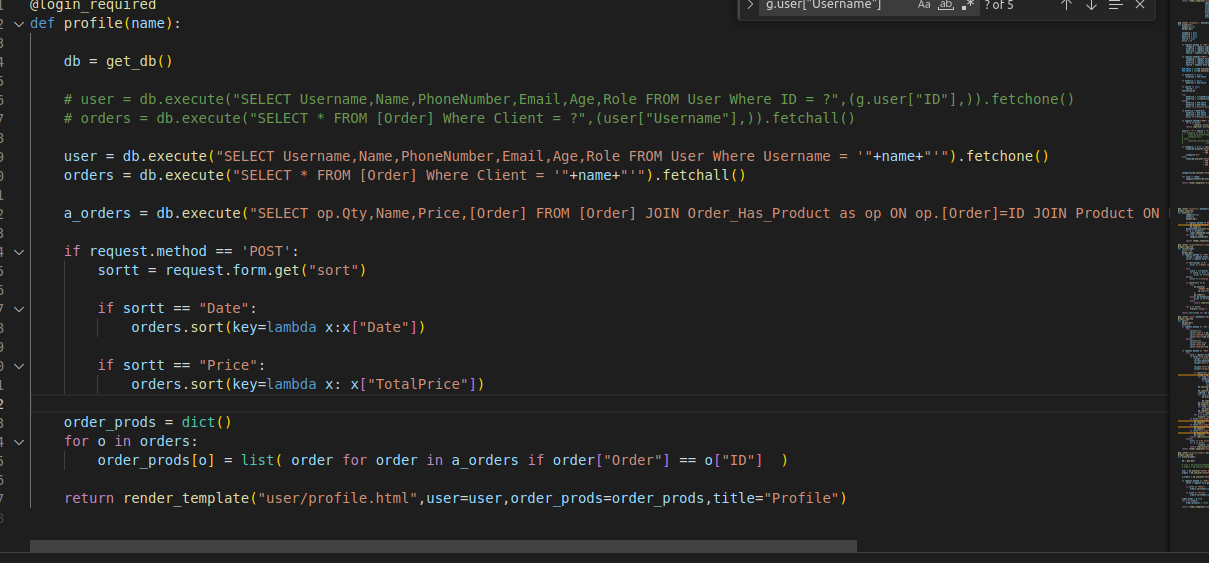 @login_required
g.user["Username"]
Aa ab .* ? of 5
def profile(name):
db = get_db()
# user = db.execute("SELECT Username,Name,PhoneNumber,Email,Age,Role FROM User Where ID = ?",(g.user["ID"],)).fetchone()
# orders = db.execute("SELECT * FROM [Order] Where Client = ?",(user["Username"],)).fetchall()
user = db.execute("SELECT Username,Name,PhoneNumber,Email,Age,Role FROM User Where Username = '"+name+"'").fetchone()
orders = db.execute("SELECT * FROM [Order] Where Client = '"+name+"'").fetchall()
a_orders = db.execute("SELECT op.Qty,Name,Price,[Order] FROM [Order] JOIN Order_Has_Product as op ON op.[Order]=ID JOIN Product ON
if request.method == 'POST':
sortt = request.form.get("sort")
if sortt == "Date":
orders.sort(key=lambda x:x["Date"])
if sortt == "Price":
orders.sort(key=lambda x: x["TotalPrice"])
order_prods = dict()
for o in orders:
order_prods[o] = list( order for order in a_orders if order["Order"] == o["ID"]  )
return render_template("user/profile.html",user=user,order_prods=order_prods,title="Profile")